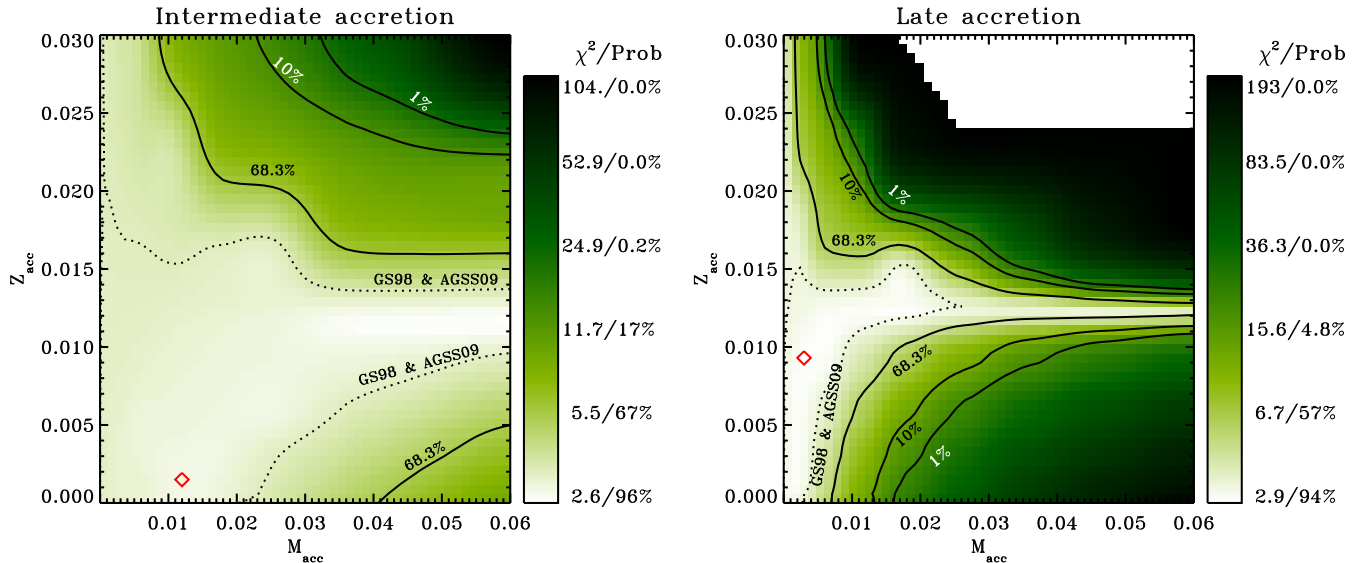 Intermediate accretion
χ²/Prob
0.030
0.025
0.020
0.015
0.010
0.005
0.000
Z_acc
10%
1%
68.3%
GS98 & AGSS09
GS98 & AGSS09
68.3%
0.01 0.02 0.03 0.04 0.05 0.06
M_acc
104./0.0%
52.9/0.0%
24.9/0.2%
11.7/17%
5.5/67%
2.6/96%
Late accretion
χ²/Prob
0.030
0.025
0.020
0.015
0.010
0.005
0.000
Z_acc
10%
1%
68.3%
68.3%
GS98 & AGSS09
10%
1%
0.01 0.02 0.03 0.04 0.05 0.06
M_acc
193/0.0%
83.5/0.0%
36.3/0.0%
15.6/4.8%
6.7/57%
2.9/94%